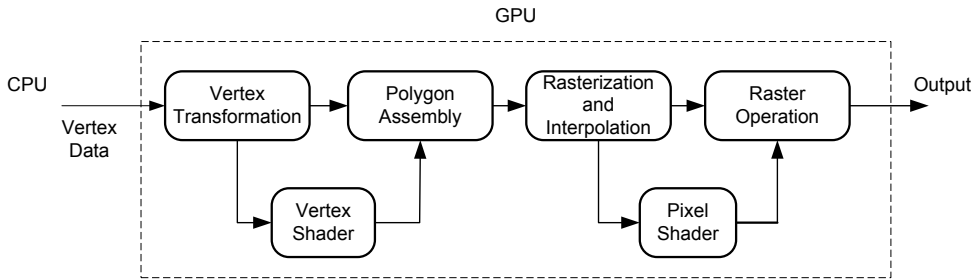 GPU
CPU
Vertex
Data
Vertex
Transformation
Polygon
Assembly
Rasterization
and
Interpolation
Raster
Operation
Output
Vertex
Shader
Pixel
Shader